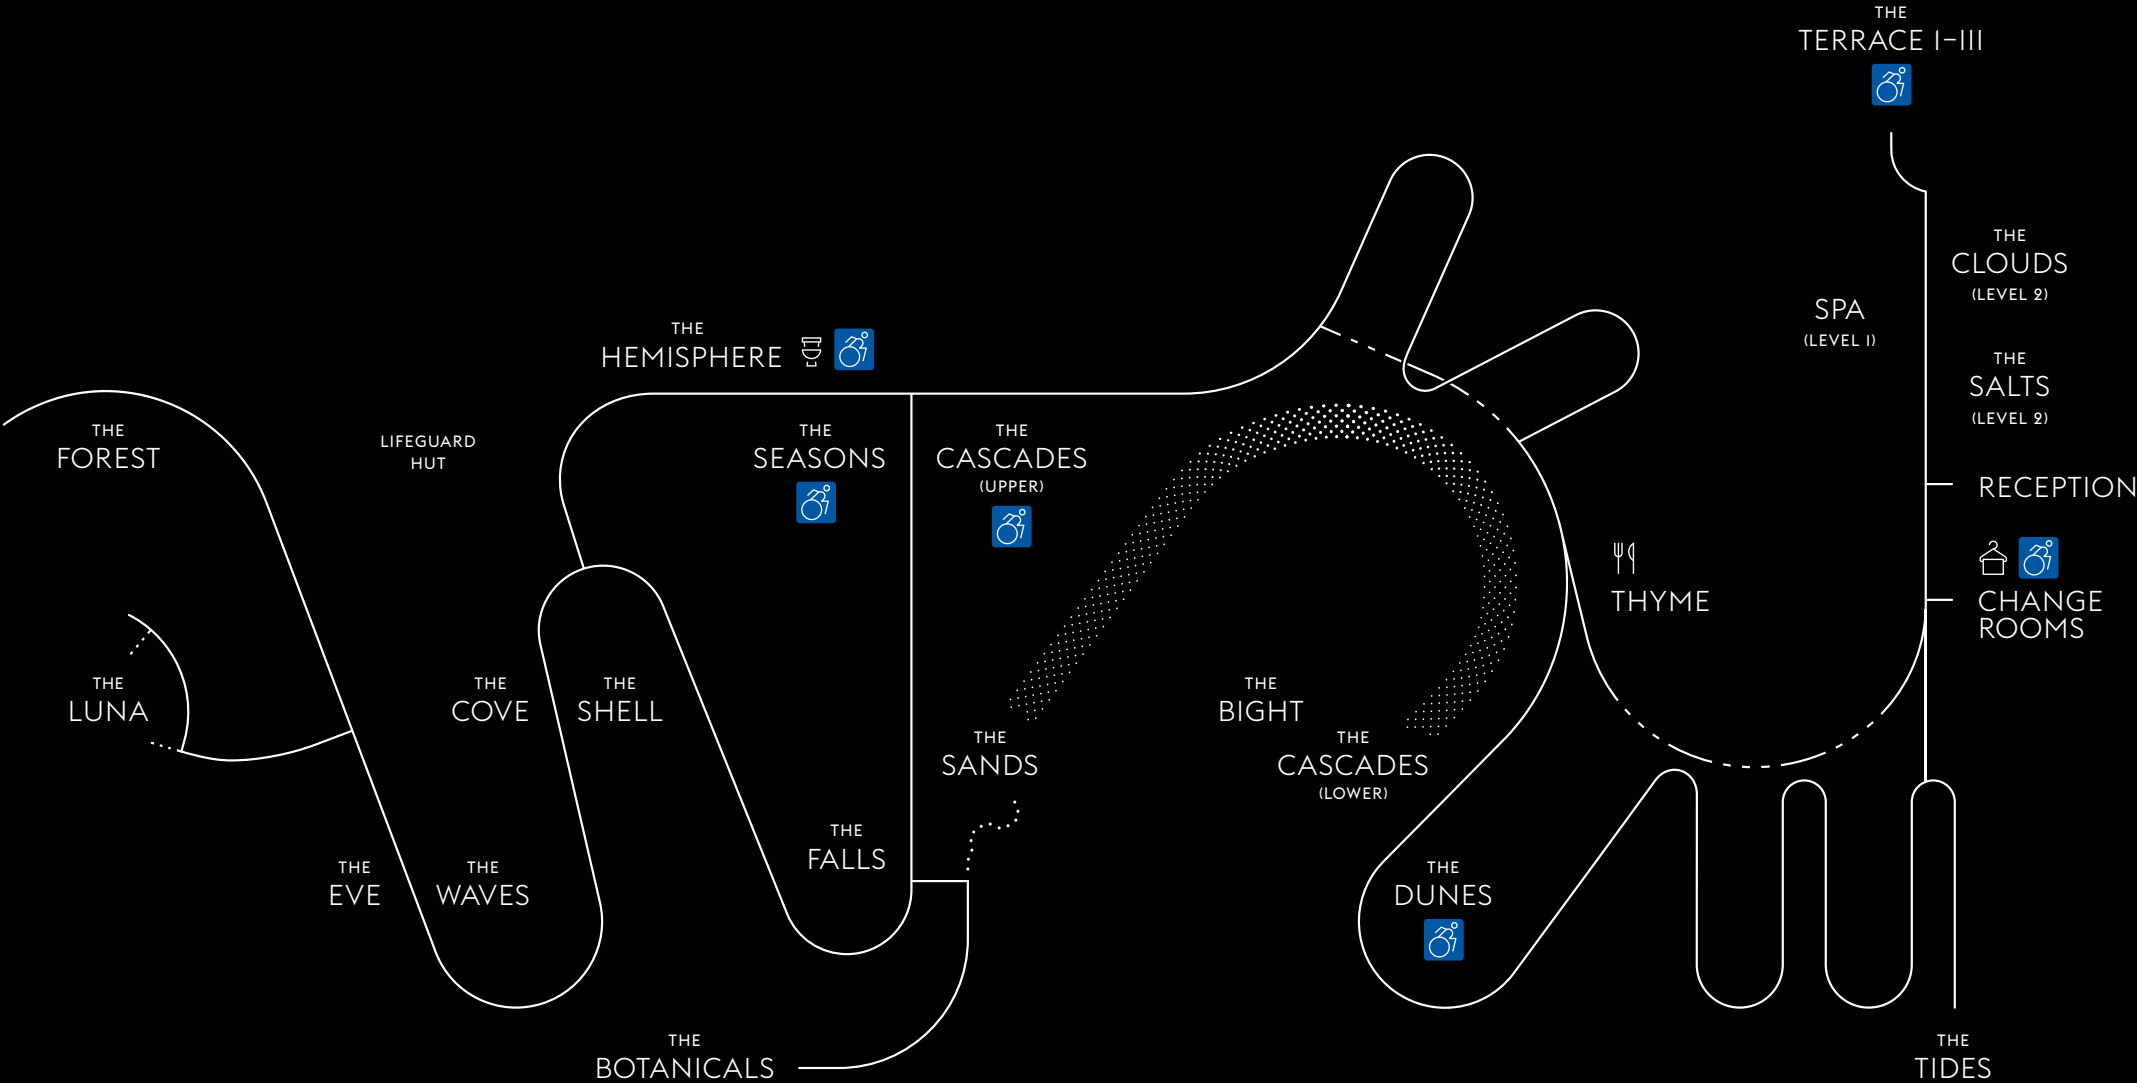 THE
TERRACE I–III
THE
CLOUDS
(LEVEL 2)
SPA
(LEVEL 1)
THE
HEMISPHERE
THE
SALTS
(LEVEL 2)
THE
FOREST
LIFEGUARD
HUT
THE
SEASONS
THE
CASCADES
(UPPER)
RECEPTION
THYME
CHANGE
ROOMS
THE
LUNA
THE
COVE
THE
SHELL
THE
BIGHT
THE
SANDS
THE
CASCADES
(LOWER)
THE
FALLS
THE
EVE
THE
WAVES
THE
DUNES
THE
BOTANICALS
THE
TIDES